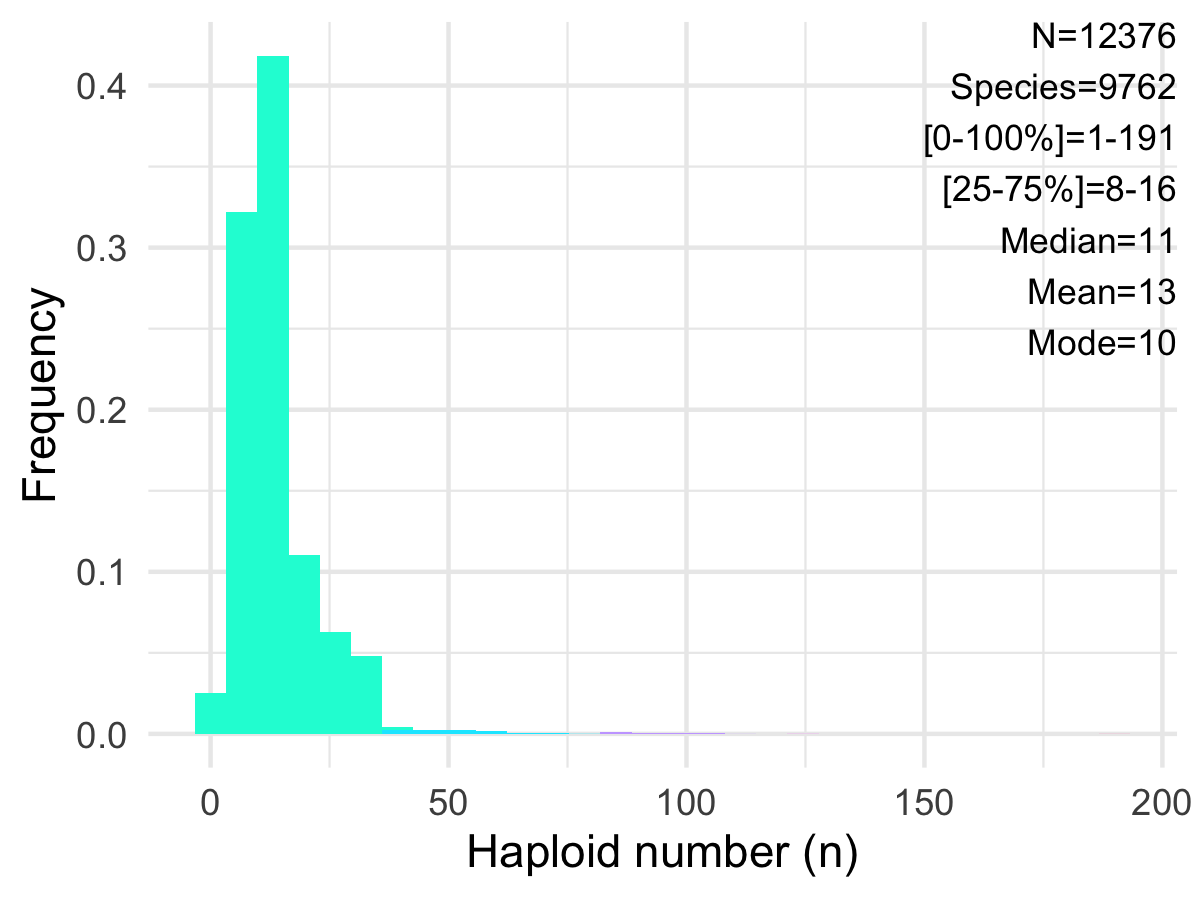 N=12376
Species=9762
[0-100%]=1-191
[25-75%]=8-16
Median=11
Mean=13
Mode=10
0.4
0.3
0.2
0.1
0.0
Frequency
0 50 100 150 200
Haploid number (n)